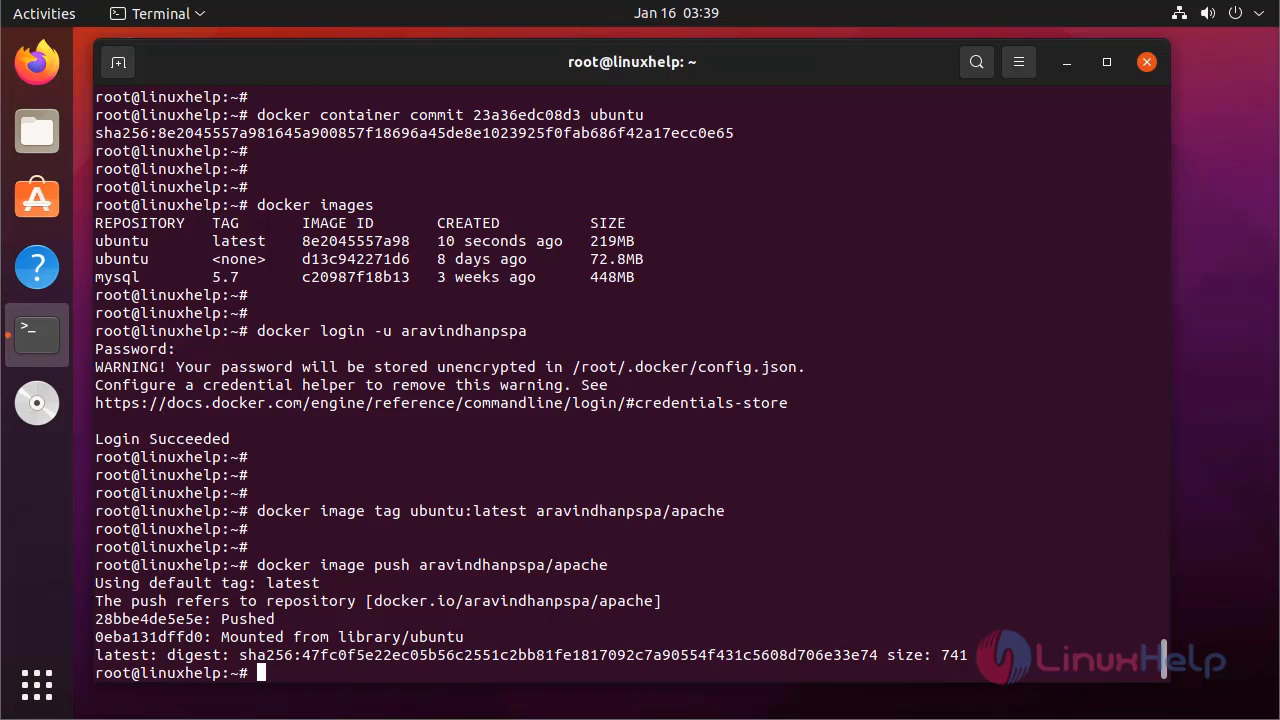 Activities Terminal Jan 16 03:39
root@linuxhelp: ~
root@linuxhelp:~#
root@linuxhelp:~# docker container commit 23a36edc08d3 ubuntu
sha256:8e2045557a981645a900857f18696a45de8e1023925f0fab686f42a17ecc0e65
root@linuxhelp:~#
root@linuxhelp:~#
root@linuxhelp:~#
root@linuxhelp:~# docker images
REPOSITORY TAG IMAGE ID CREATED SIZE
ubuntu latest 8e2045557a98 10 seconds ago 219MB
ubuntu <none> d13c942271d6 8 days ago 72.8MB
mysql 5.7 c20987f18b13 3 weeks ago 448MB
root@linuxhelp:~#
root@linuxhelp:~#
root@linuxhelp:~# docker login -u aravindhanpspa
Password:
WARNING! Your password will be stored unencrypted in /root/.docker/config.json.
Configure a credential helper to remove this warning. See
https://docs.docker.com/engine/reference/commandline/login/#credentials-store
Login Succeeded
root@linuxhelp:~#
root@linuxhelp:~#
root@linuxhelp:~#
root@linuxhelp:~# docker image tag ubuntu:latest aravindhanpspa/apache
root@linuxhelp:~#
root@linuxhelp:~#
root@linuxhelp:~# docker image push aravindhanpspa/apache
Using default tag: latest
The push refers to repository [docker.io/aravindhanpspa/apache]
28bbe4de5e5e: Pushed
0eba131dffd0: Mounted from library/ubuntu
latest: digest: sha256:47fc0f5e22ec05b56c2551c2bb81fe1817092c7a90554f431c5608d706e33e74 size: 741
root@linuxhelp:~#
LinuxHelp